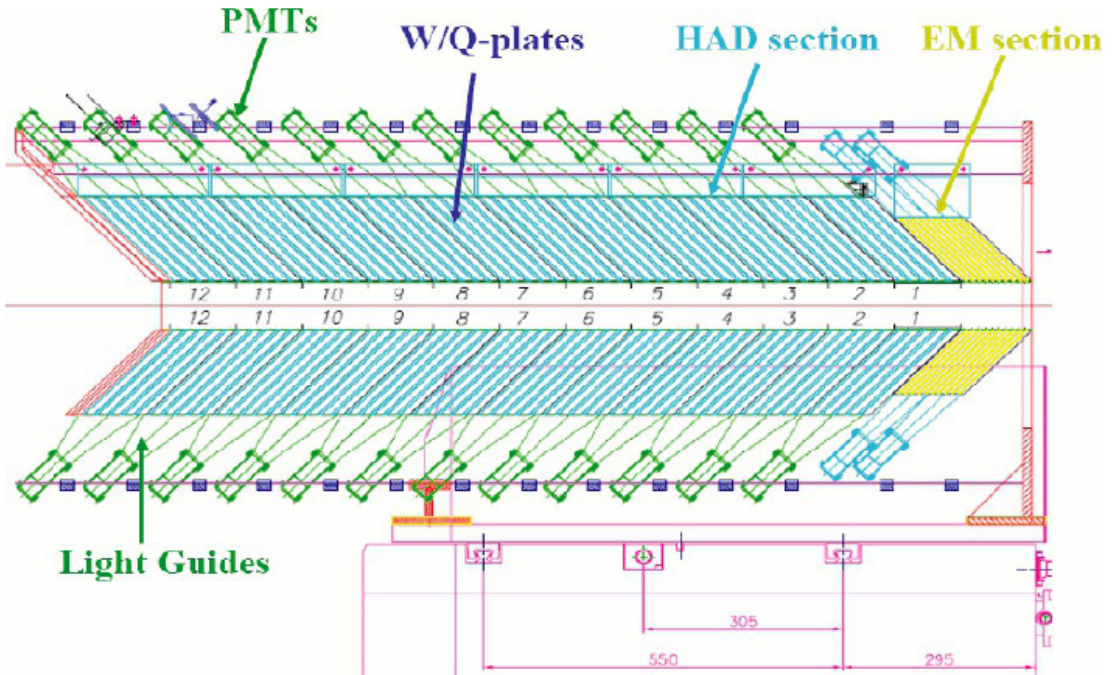 PMTs
W/Q-plates
HAD section
EM section
12 11 10 9 8 7 6 5 4 3 2 1
12 11 10 9 8 7 6 5 4 3 2 1
Light Guides
305
550
295